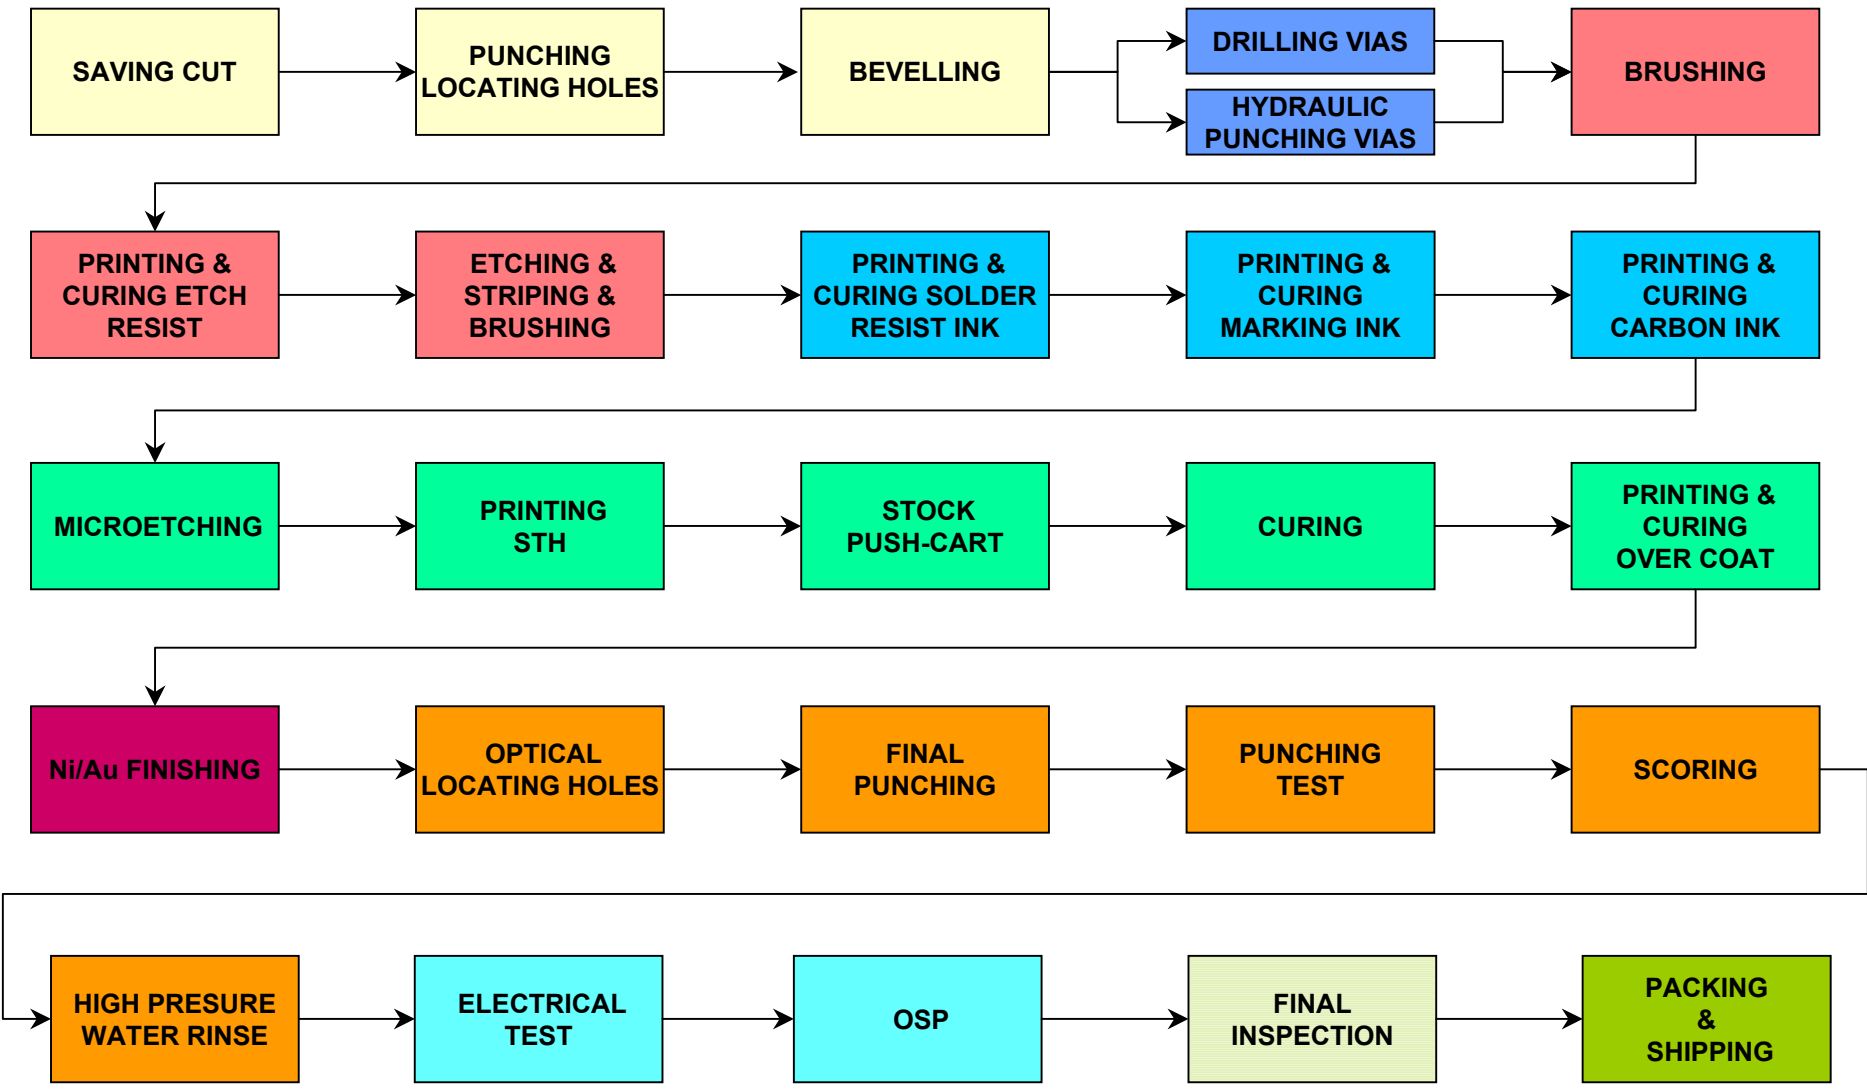 SAVING CUT
PUNCHING
LOCATING HOLES
BEVELLING
DRILLING VIAS
HYDRAULIC
PUNCHING VIAS
BRUSHING
PRINTING &
CURING ETCH
RESIST
ETCHING &
STRIPING &
BRUSHING
PRINTING &
CURING SOLDER
RESIST INK
PRINTING &
CURING
MARKING INK
PRINTING &
CURING
CARBON INK
MICROETCHING
PRINTING
STH
STOCK
PUSH-CART
CURING
PRINTING &
CURING
OVER COAT
Ni/Au FINISHING
OPTICAL
LOCATING HOLES
FINAL
PUNCHING
PUNCHING
TEST
SCORING
HIGH PRESURE
WATER RINSE
ELECTRICAL
TEST
OSP
FINAL
INSPECTION
PACKING
&
SHIPPING